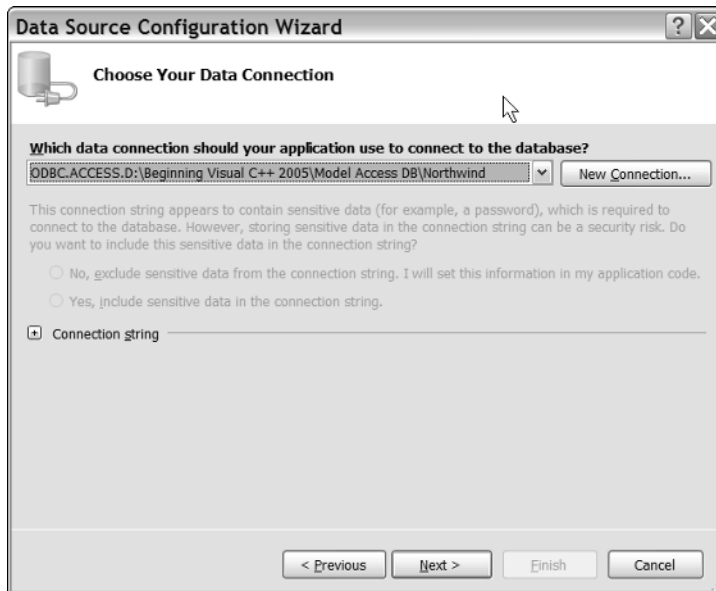 Data Source Configuration Wizard
Choose Your Data Connection
Which data connection should your application use to connect to the database?
ODBC.ACCESS.D:\Beginning Visual C++ 2005\Model Access DB\Northwind
New Connection...
This connection string appears to contain sensitive data (for example, a password), which is required to
connect to the database. However, storing sensitive data in the connection string can be a security risk. Do
you want to include this sensitive data in the connection string?
No, exclude sensitive data from the connection string. I will set this information in my application code.
Yes, include sensitive data in the connection string.
Connection string
< Previous
Next >
Finish
Cancel